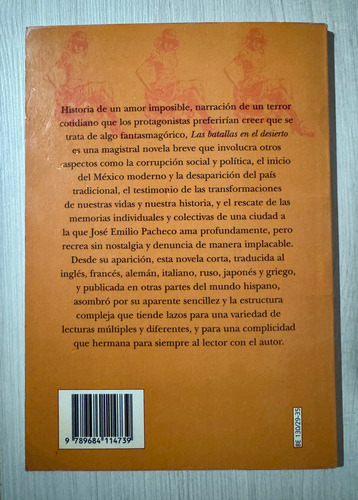 Historia de un amor imposible, narración de un terror
cotidiano que los protagonistas preferirían creer que se
trata de algo fantasmagórico, Las batallas en el desierto
es una magistral novela breve que involucra otros
aspectos como la corrupción social y política, el inicio
del México moderno y la desaparición del país
tradicional, el testimonio de las transformaciones
de nuestras vidas y nuestra historia, y el rescate de las
memorias individuales y colectivas de una ciudad a
la que José Emilio Pacheco ama profundamente, pero
recrea sin nostalgia y denuncia de manera implacable.
Desde su aparición, esta novela corta, traducida al
inglés, francés, alemán, italiano, ruso, japonés y griego,
y publicada en otras partes del mundo hispano,
asombró por su aparente sencillez y la estructura
compleja que tiende lazos para una variedad de
lecturas múltiples y diferentes, y para una complicidad
que hermana para siempre al lector con el autor.
9 789684 114739
BE 130/29-35